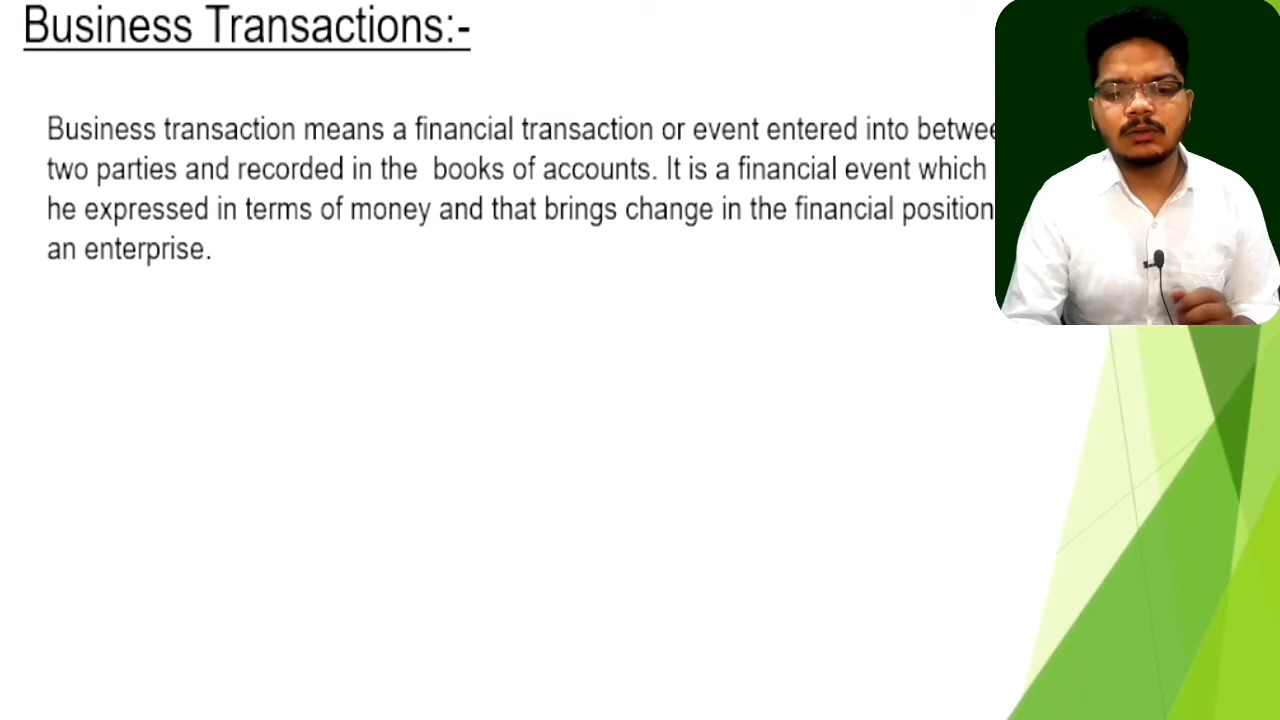 Business Transactions:-
Business transaction means a financial transaction or event entered into
two parties and recorded in the books of accounts. It is a financial event which
he expressed in terms of money and that brings change in the financial position
an enterprise.